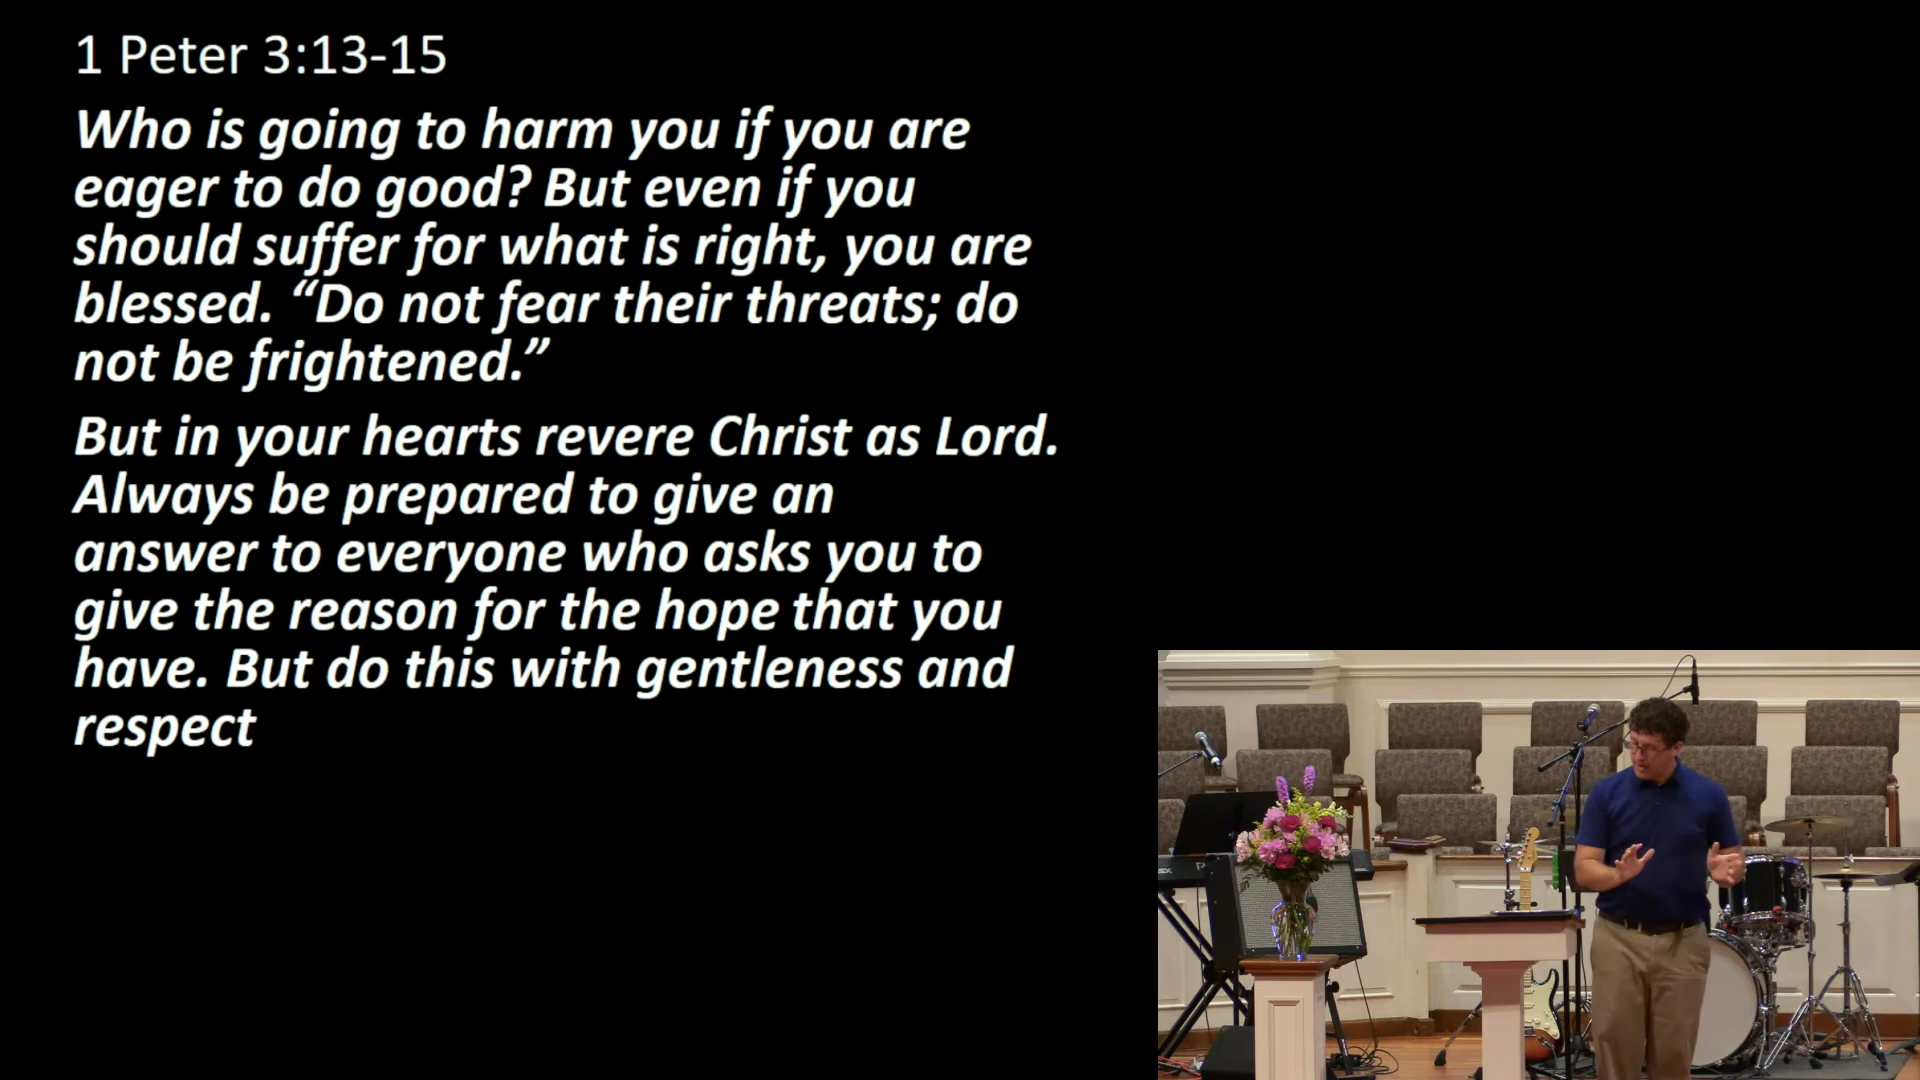 1 Peter 3:13-15
Who is going to harm you if you are
eager to do good? But even if you
should suffer for what is right, you are
blessed. “Do not fear their threats; do
not be frightened.”
But in your hearts revere Christ as Lord.
Always be prepared to give an
answer to everyone who asks you to
give the reason for the hope that you
have. But do this with gentleness and
respect